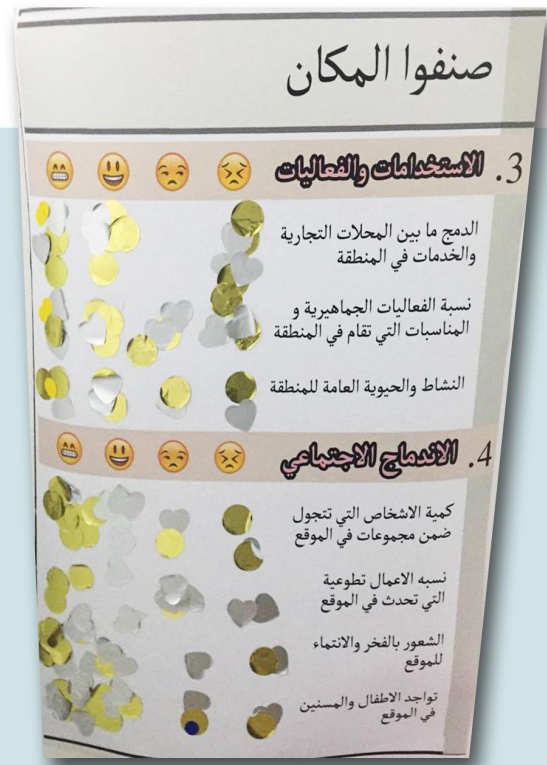 صنفوا المكان
3. الاستخدامات والفعاليات
الدمج ما بين المحلات التجارية
والخدمات في المنطقة
نسبة الفعاليات الجماهيرية و
المناسبات التي تقام في المنطقة
النشاط والحيوية العامة للمنطقة
4. الاندماج الاجتماعي
كمية الاشخاص التي تتجول
ضمن مجموعات في الموقع
نسبه الاعمال تطوعية
التي تحدث في الموقع
الشعور بالفخر والانتماء
للموقع
تواجد الاطفال والمسنين
في الموقع